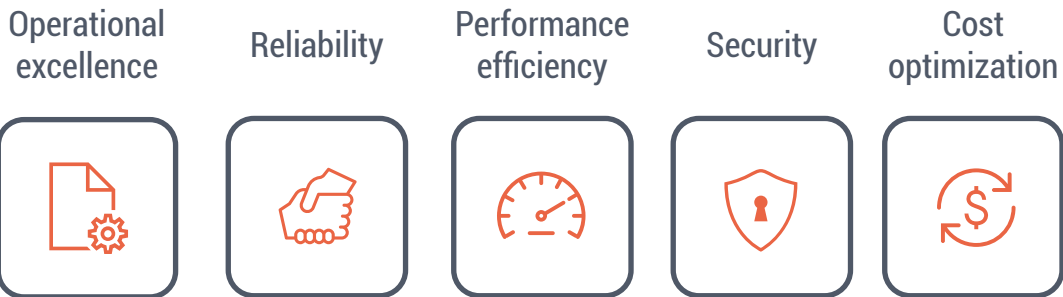 Operational
excellence
Reliability
Performance
efficiency
Security
Cost
optimization
$